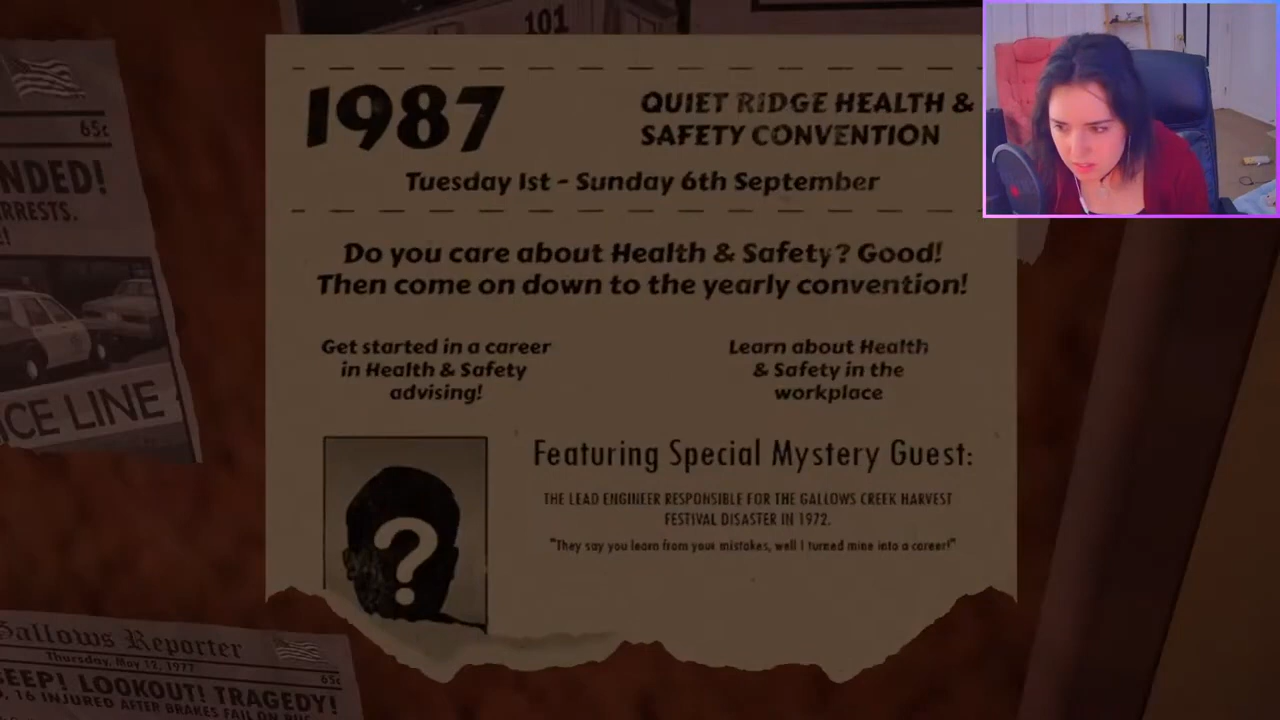 101
1987
QUIET RIDGE HEALTH &
SAFETY CONVENTION
Tuesday 1st - Sunday 6th September
Do you care about Health & Safety? Good!
Then come on down to the yearly convention!
Get started in a career
in Health & Safety
advising!
Learn about Health
& Safety in the
workplace
?
Featuring Special Mystery Guest:
THE LEAD ENGINEER RESPONSIBLE FOR THE GALLOWS CREEK HARVEST
FESTIVAL DISASTER IN 1972.
"They say you learn from your mistakes, well I turned mine into a career!"
65c
NDED!
RRESTS.
!
ICE LINE
Gallows Reporter
Thursday, May 12, 1977
65c
BEEP! LOOKOUT! TRAGEDY!
16 INJURED AFTER BRAKES FAIL ON